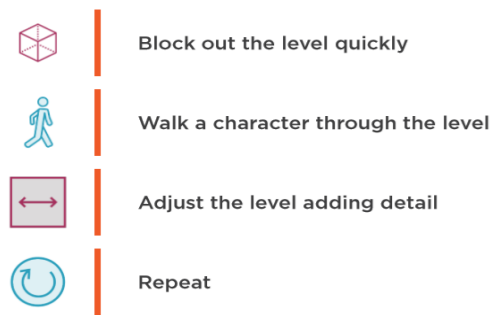 Block out the level quickly
Walk a character through the level
Adjust the level adding detail
Repeat